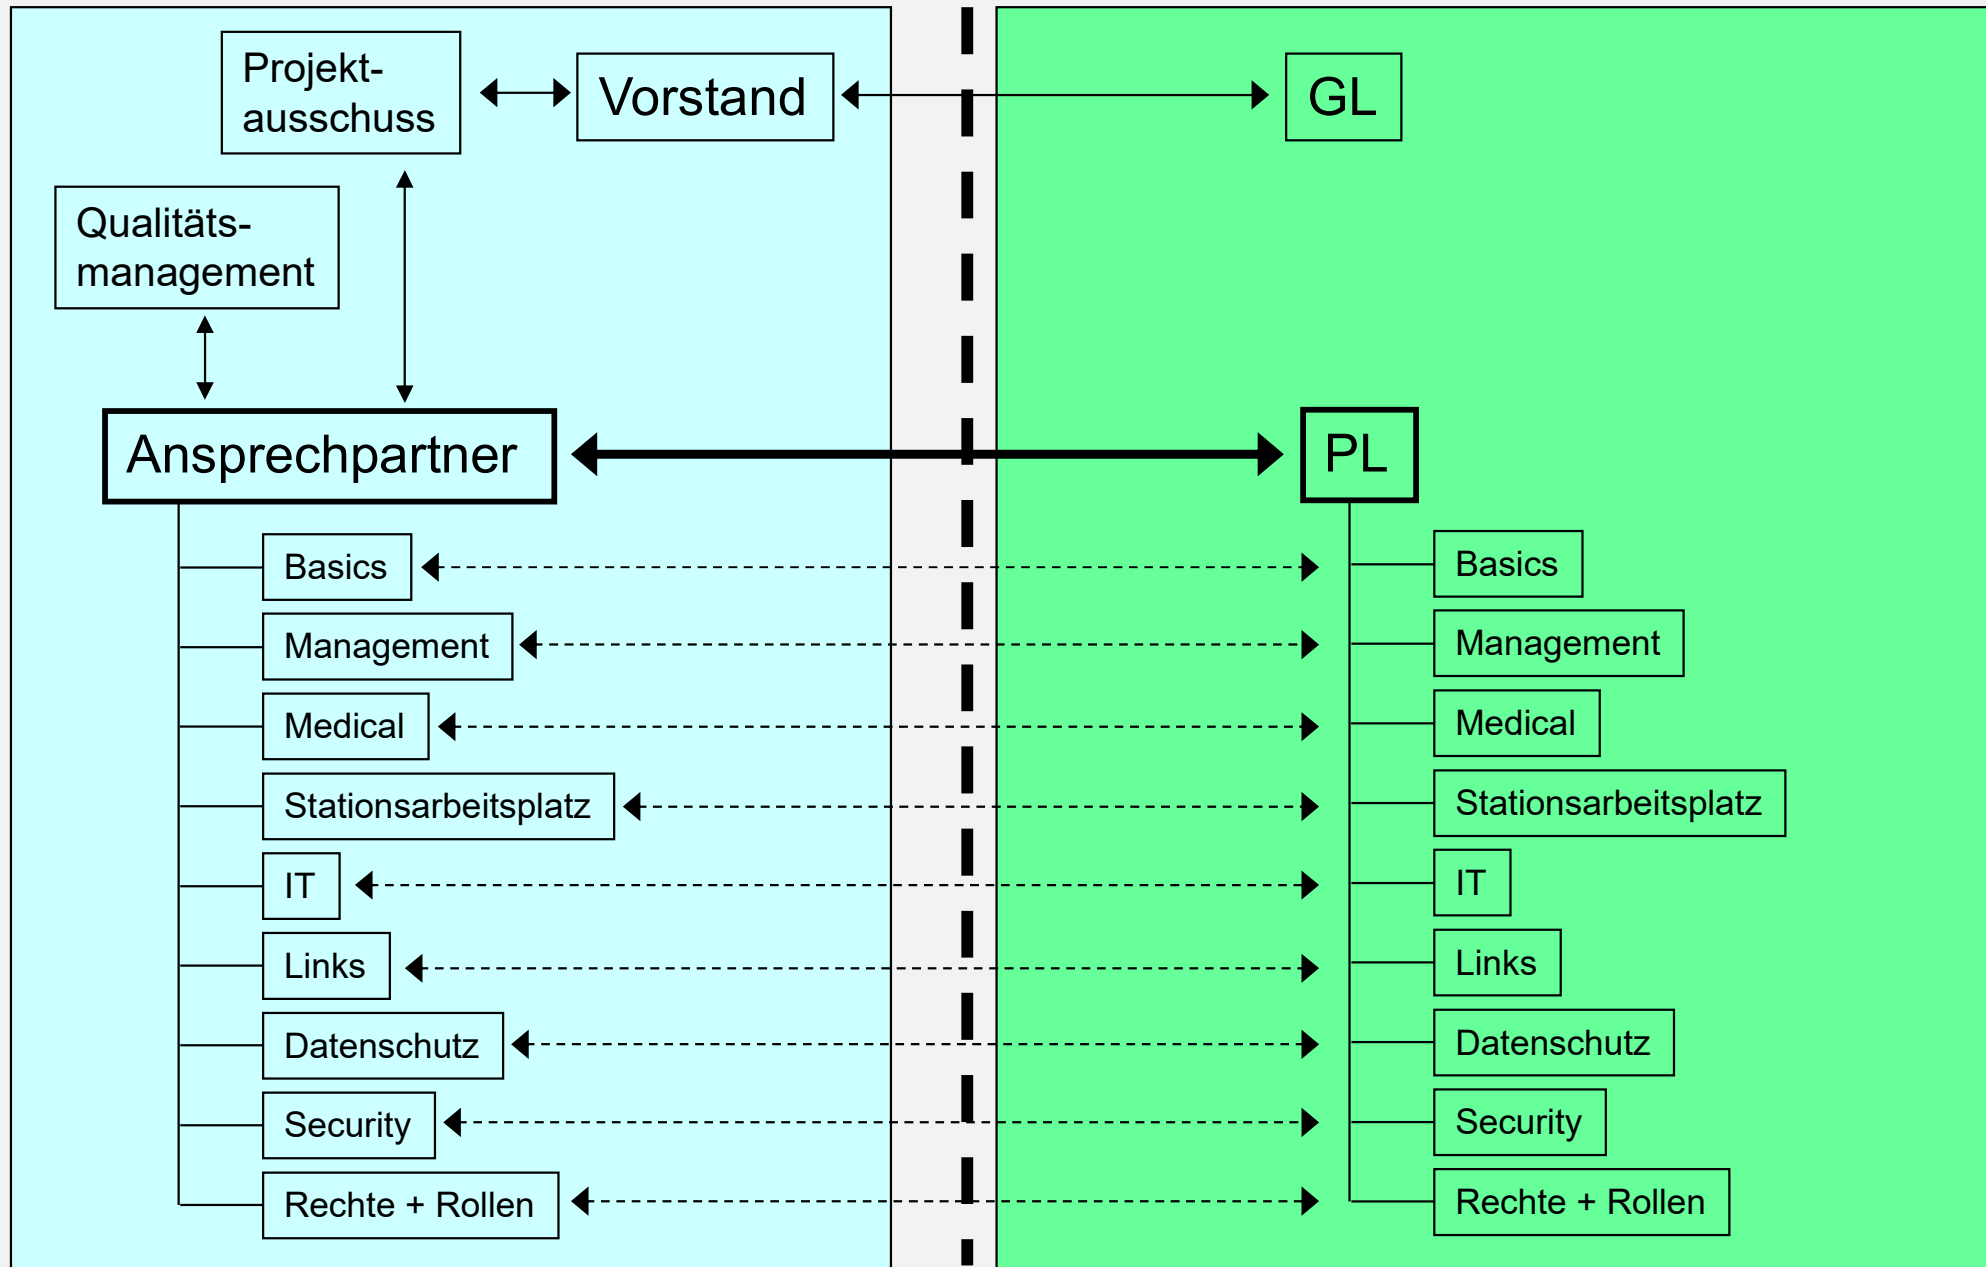 Projekt-
ausschuss
Vorstand
GL
Qualitäts-
management
Ansprechpartner
PL
Basics
Management
Medical
Stationsarbeitsplatz
IT
Links
Datenschutz
Security
Rechte + Rollen
Basics
Management
Medical
Stationsarbeitsplatz
IT
Links
Datenschutz
Security
Rechte + Rollen